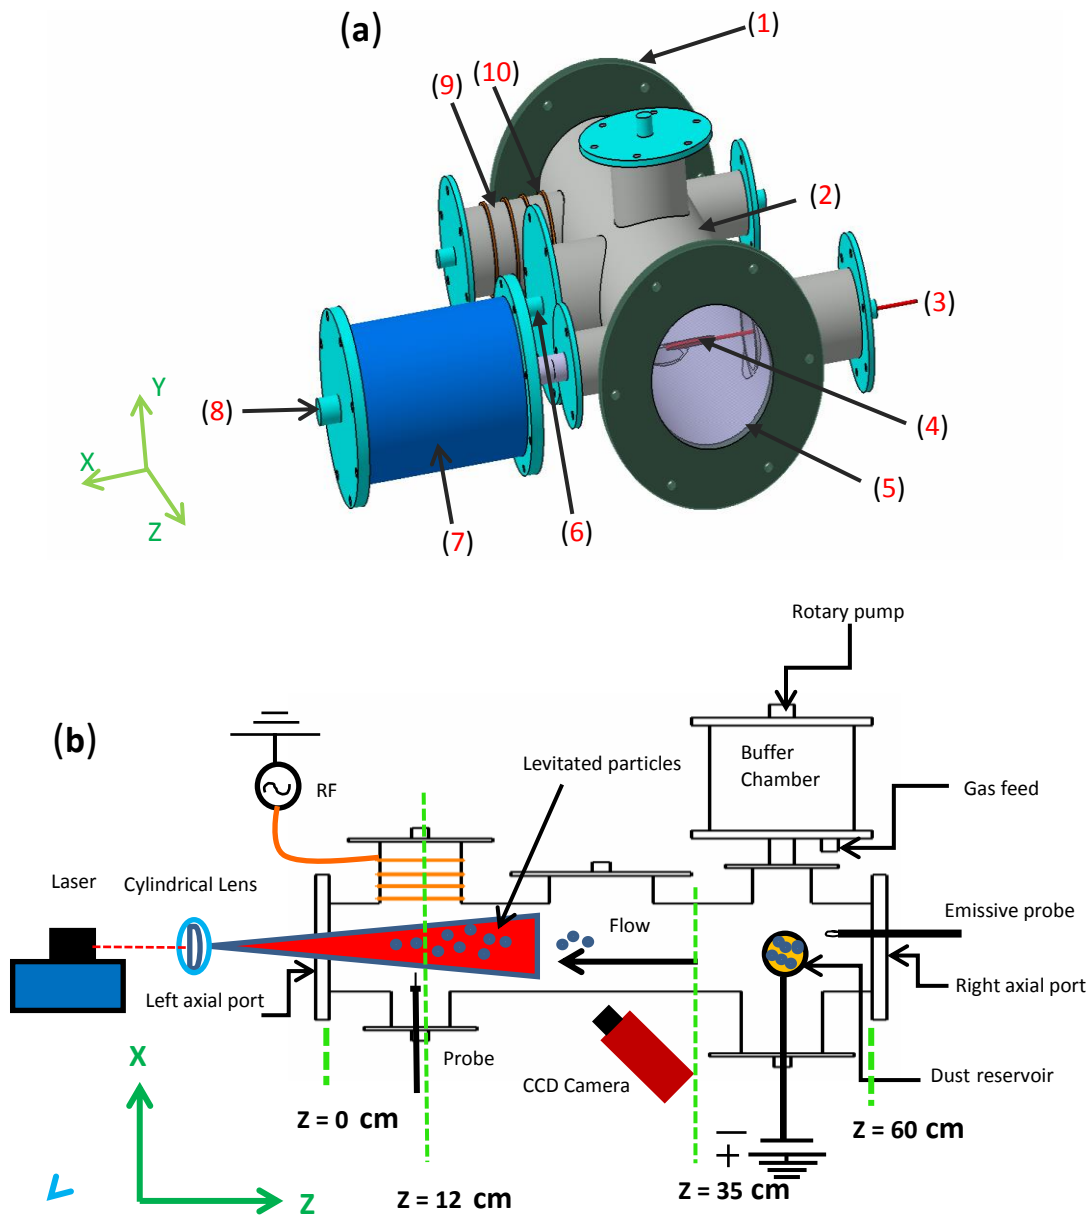 (a)
(1)
(9)
(10)
(2)
(3)
(4)
(5)
(6)
(7)
(8)
Y
X
Z
Rotary pump
(b)
Levitated particles
Buffer
Chamber
RF
Gas feed
Laser
Cylindrical Lens
Flow
Emissive probe
Left axial port
Right axial port
Probe
CCD Camera
Dust reservoir
X
Z = 0 cm
Z = 60 cm
Z = 12 cm
Z = 35 cm
− +
Z